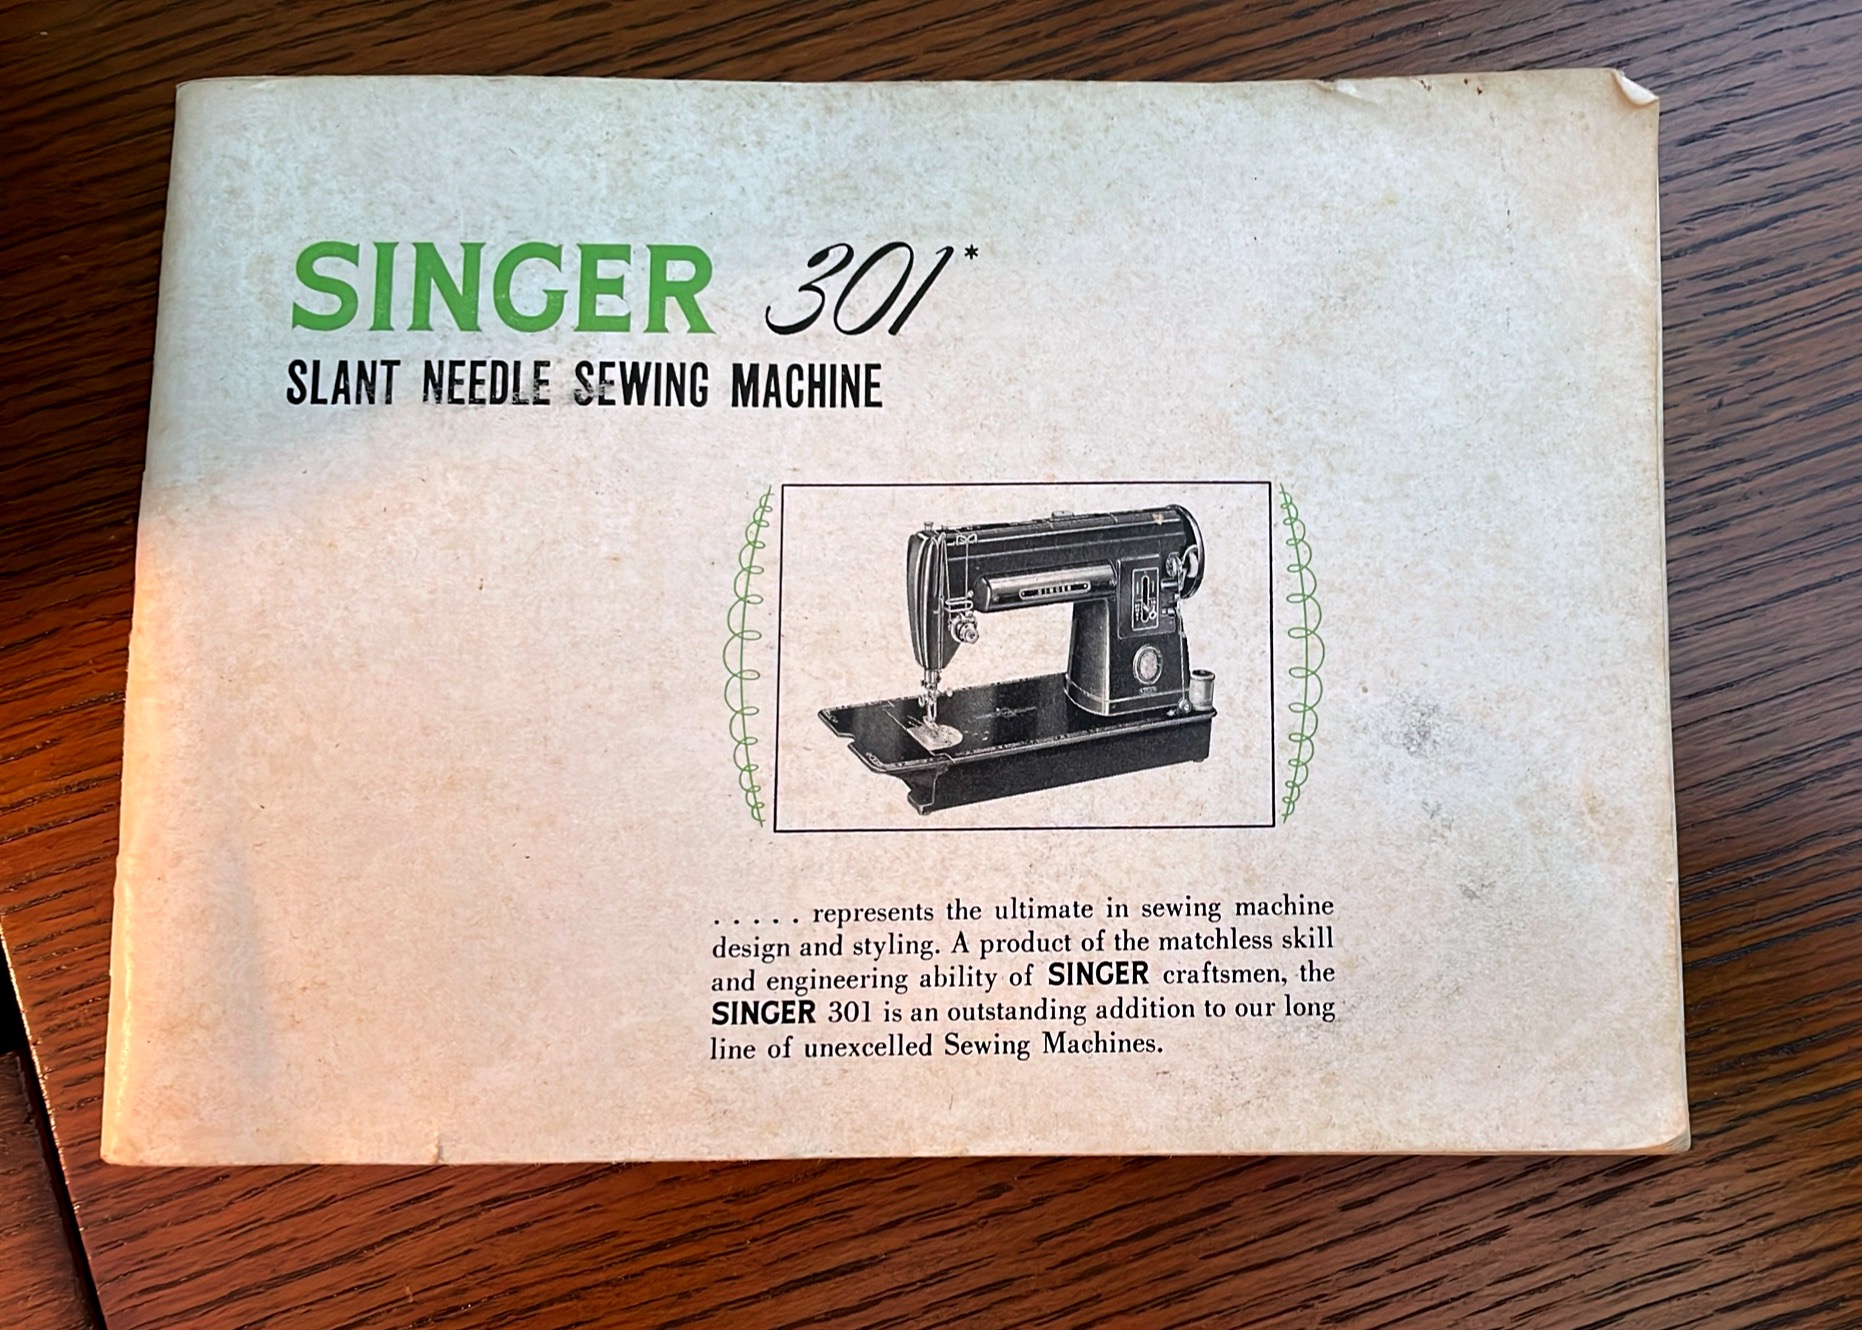 SINGER 301*
SLANT NEEDLE SEWING MACHINE
SINGER
. . . . . represents the ultimate in sewing machine
design and styling. A product of the matchless skill
and engineering ability of SINGER craftsmen, the
SINGER 301 is an outstanding addition to our long
line of unexcelled Sewing Machines.